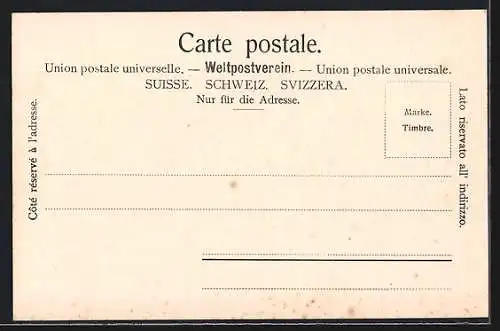 Carte postale.
Union postale universelle. — Weltpostverein. — Union postale universale.
SUISSE. SCHWEIZ. SVIZZERA.
Nur für die Adresse.
Marke.
Timbre.
Côté réservé à l'adresse.
Lato riservato all' indirizzo.